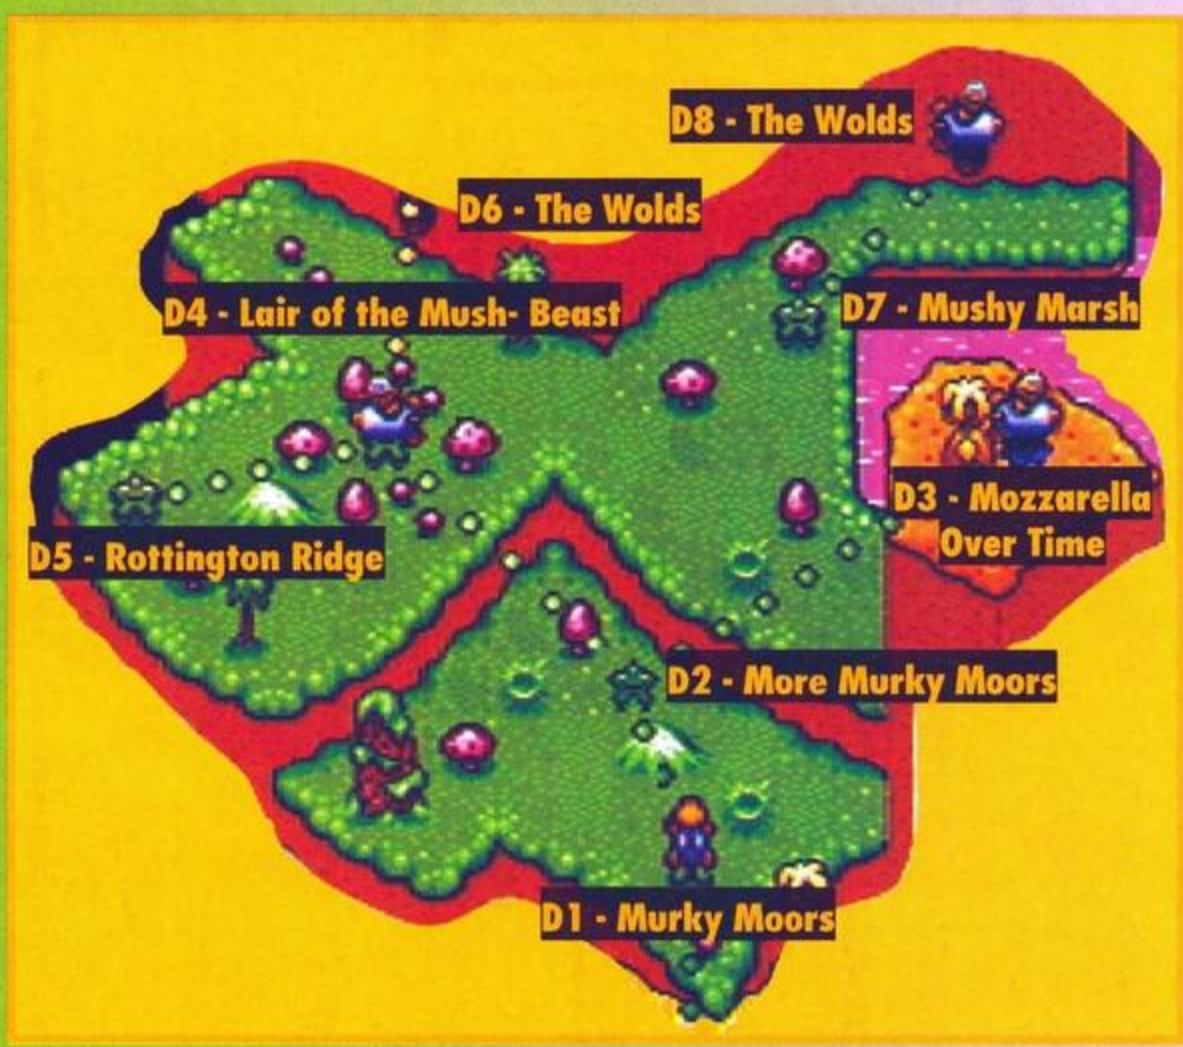 D8 - The Wolds
D6 - The Wolds
D4 - Lair of the Mush- Beast
D7 - Mushy Marsh
D3 - Mozzarella
Over Time
D5 - Rottington Ridge
D2 - More Murky Moors
D1 - Murky Moors